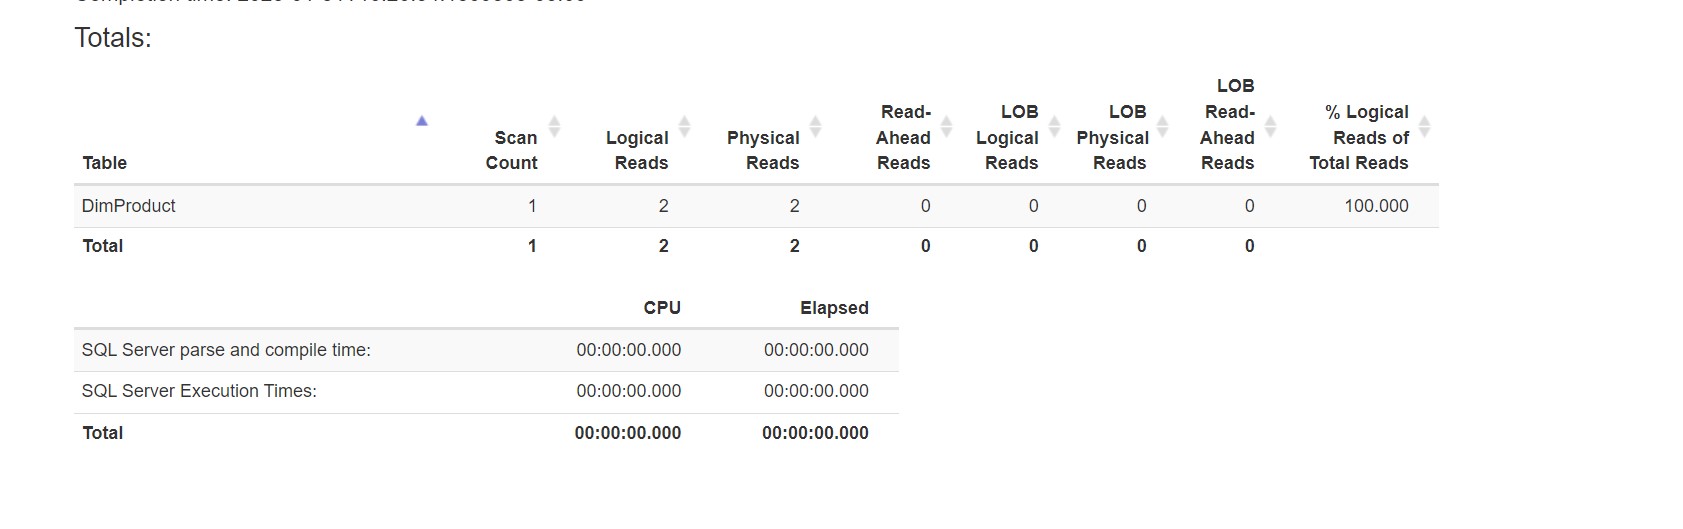 Totals:
Table Scan Count Logical Reads Physical Reads Read-Ahead Reads LOB Logical Reads LOB Physical Reads LOB Read-Ahead Reads % Logical Reads of Total Reads
DimProduct 1 2 2 0 0 0 0 100.000
Total 1 2 2 0 0 0 0
CPU Elapsed
SQL Server parse and compile time: 00:00:00.000 00:00:00.000
SQL Server Execution Times: 00:00:00.000 00:00:00.000
Total 00:00:00.000 00:00:00.000